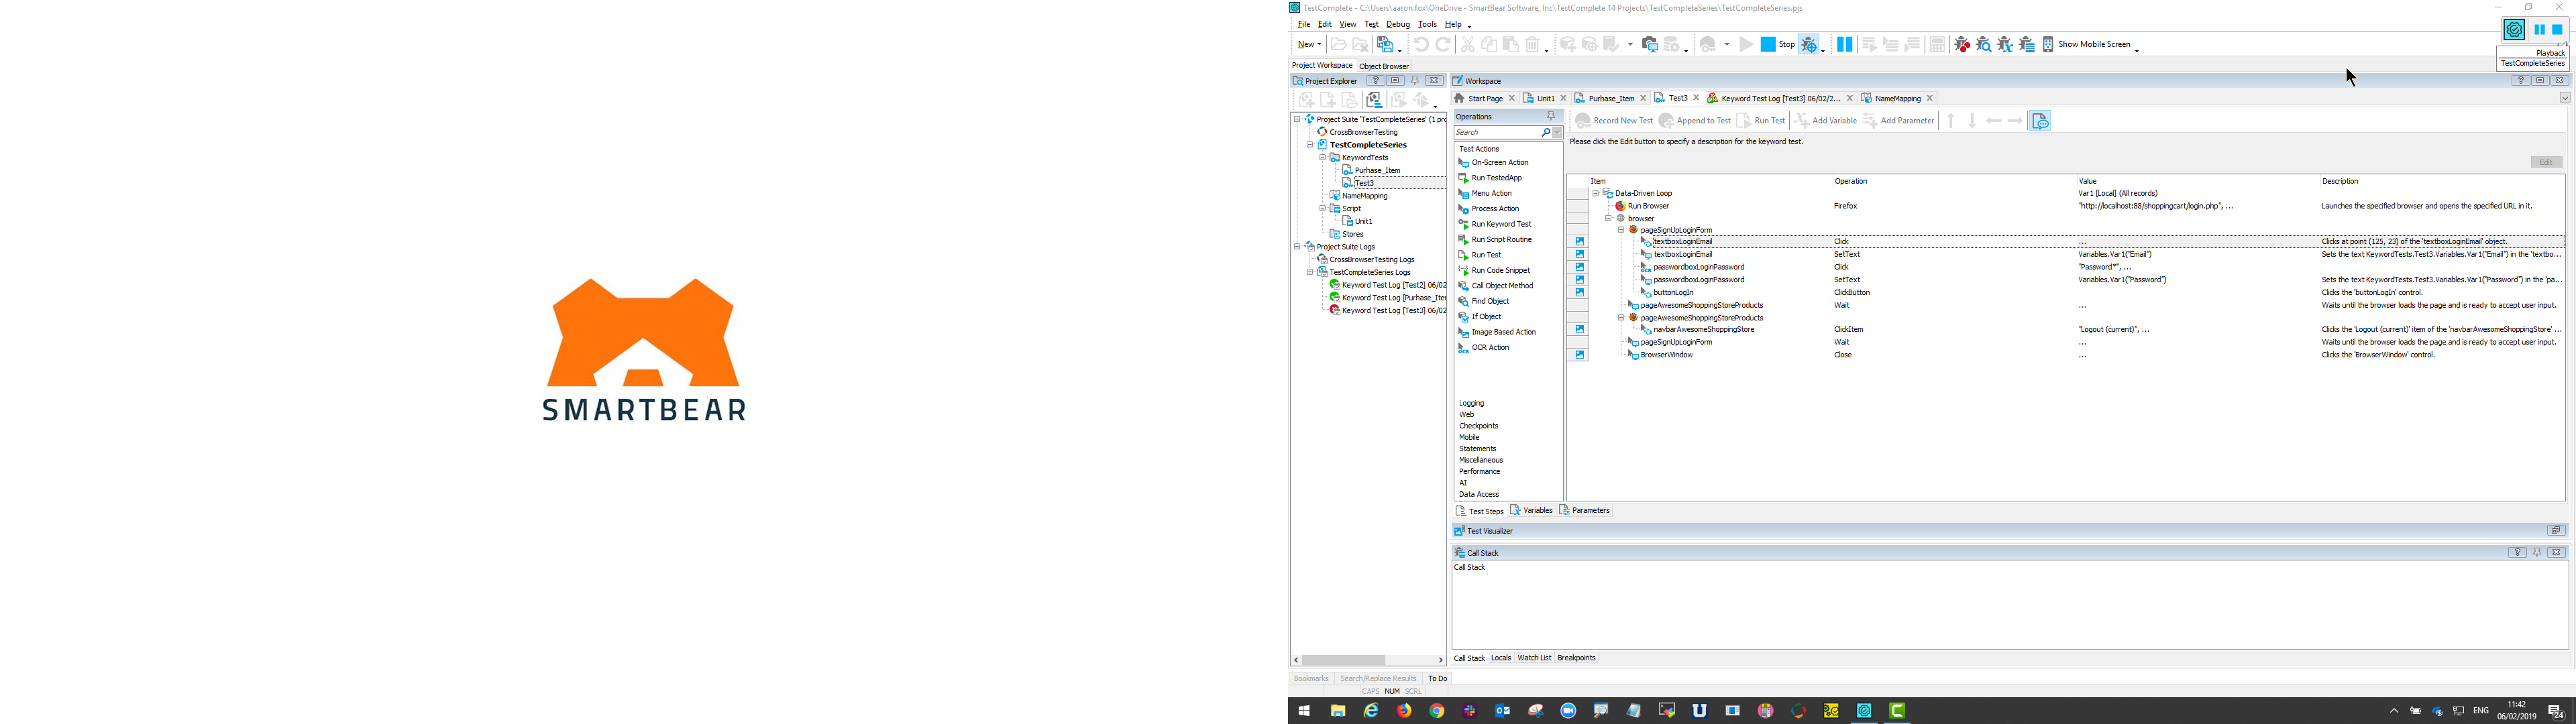 SMARTBEAR
TestComplete - C:\Users\aaron.fox\OneDrive - SmartBear Software, Inc\TestComplete 14 Projects\TestCompleteSeries\TestCompleteSeries.pjs
File Edit View Test Debug Tools Help
New Stop Show Mobile Screen
Playback
TestCompleteSeries
Project Workspace Object Browser
Project Explorer
Project Suite 'TestCompleteSeries' (1 pro
CrossBrowserTesting
TestCompleteSeries
KeywordTests
Purhase_Item
Test3
NameMapping
Script
Unit1
Stores
Project Suite Logs
CrossBrowserTesting Logs
TestCompleteSeries Logs
Keyword Test Log [Test2] 06/02
Keyword Test Log [Purhase_Iter
Keyword Test Log [Test3] 06/02
Workspace
Start Page Unit1 Purhase_Item Test3 Keyword Test Log [Test3] 06/02/2... NameMapping
Operations
Search
Test Actions
On-Screen Action
Run TestedApp
Menu Action
Process Action
Run Keyword Test
Run Script Routine
Run Test
Run Code Snippet
Call Object Method
Find Object
If Object
Image Based Action
OCR Action
Logging
Web
Checkpoints
Mobile
Statements
Miscellaneous
Performance
AI
Data Access
Record New Test Append to Test Run Test Add Variable Add Parameter
Please click the Edit button to specify a description for the keyword test.
Edit
Item Operation Value Description
Data-Driven Loop Var1 [Local] (All records)
Run Browser Firefox "http://localhost:88/shoppingcart/login.php", ... Launches the specified browser and opens the specified URL in it.
browser
pageSignUpLoginForm
textboxLoginEmail Click ... Clicks at point (125, 23) of the 'textboxLoginEmail' object.
textboxLoginEmail SetText Variables.Var1("Email") Sets the text KeywordTests.Test3.Variables.Var1("Email") in the 'textbo...
passwordboxLoginPassword Click "Password*", ...
passwordboxLoginPassword SetText Variables.Var1("Password") Sets the text KeywordTests.Test3.Variables.Var1("Password") in the 'pa...
buttonLogIn ClickButton Clicks the 'buttonLogIn' control.
pageAwesomeShoppingStoreProducts Wait ... Waits until the browser loads the page and is ready to accept user input.
pageAwesomeShoppingStoreProducts
navbarAwesomeShoppingStore ClickItem "Logout (current)", ... Clicks the 'Logout (current)' item of the 'navbarAwesomeShoppingStore' ...
pageSignUpLoginForm Wait ... Waits until the browser loads the page and is ready to accept user input.
BrowserWindow Close ... Clicks the 'BrowserWindow' control.
Test Steps Variables Parameters
Test Visualizer
Call Stack
Call Stack
Call Stack Locals Watch List Breakpoints
Bookmarks Search/Replace Results To Do
CAPS NUM SCRL
ENG 11:42
06/02/2019 24